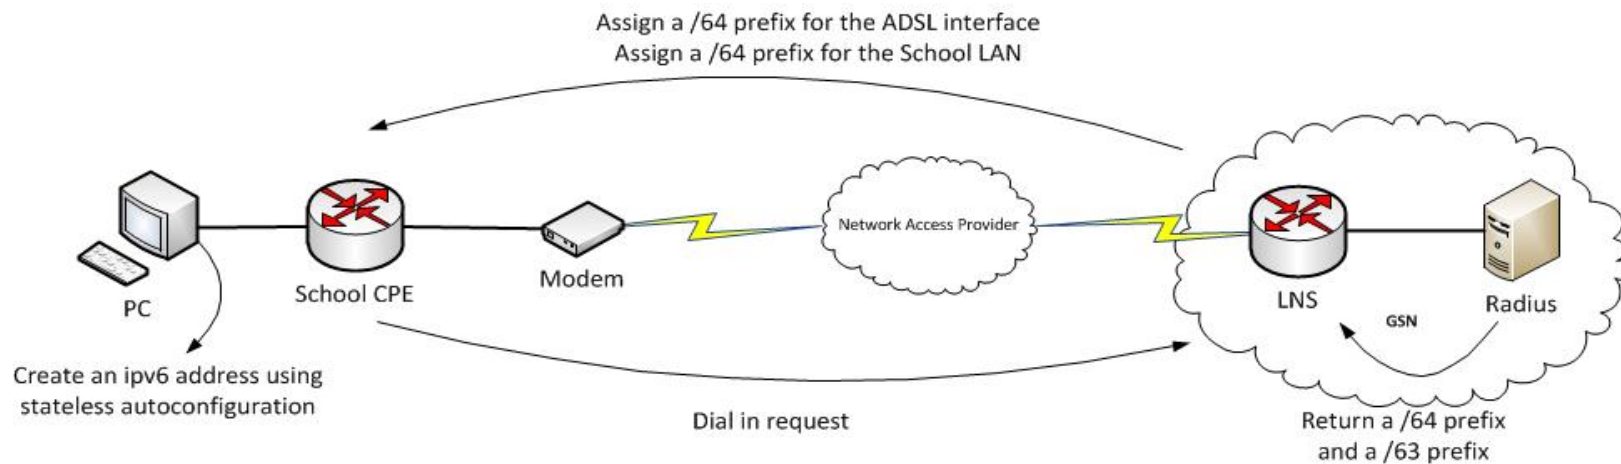 Assign a /64 prefix for the ADSL interface
Assign a /64 prefix for the School LAN
Network Access Provider
PC
School CPE
Modem
LNS
Radius
GSN
Create an ipv6 address using
stateless autoconfiguration
Dial in request
Return a /64 prefix
and a /63 prefix